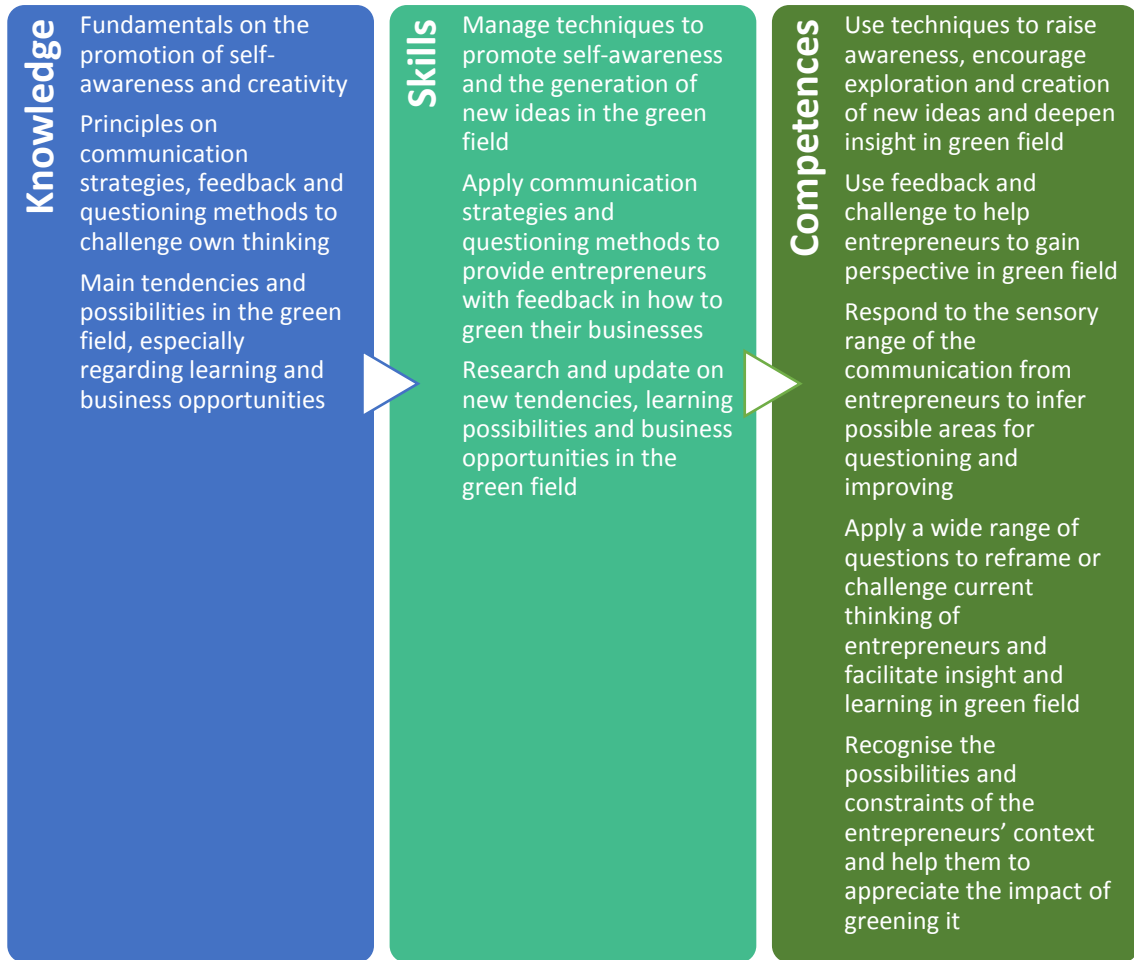 Knowledge
Fundamentals on the
promotion of self-
awareness and creativity
Principles on
communication
strategies, feedback and
questioning methods to
challenge own thinking
Main tendencies and
possibilities in the green
field, especially
regarding learning and
business opportunities
Skills
Manage techniques to
promote self-awareness
and the generation of
new ideas in the green
field
Apply communication
strategies and
questioning methods to
provide entrepreneurs
with feedback in how to
green their businesses
Research and update on
new tendencies, learning
possibilities and business
opportunities in the
green field
Competences
Use techniques to raise
awareness, encourage
exploration and creation
of new ideas and deepen
insight in green field
Use feedback and
challenge to help
entrepreneurs to gain
perspective in green field
Respond to the sensory
range of the
communication from
entrepreneurs to infer
possible areas for
questioning and
improving
Apply a wide range of
questions to reframe or
challenge current
thinking of
entrepreneurs and
facilitate insight and
learning in green field
Recognise the
possibilities and
constraints of the
entrepreneurs’ context
and help them to
appreciate the impact of
greening it